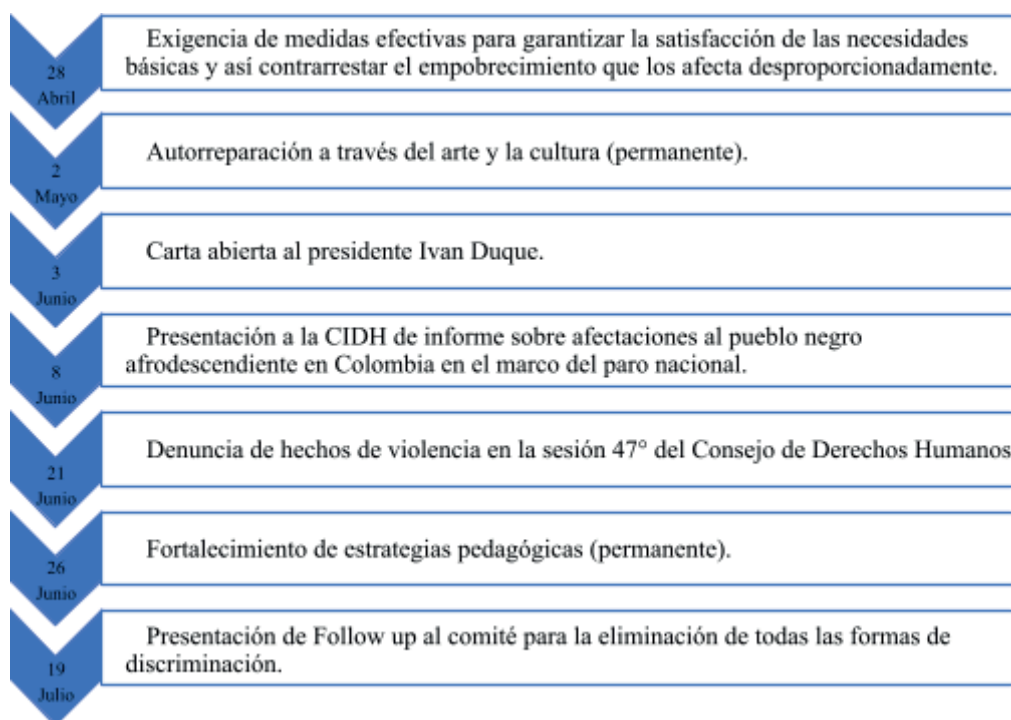 28
Abril
Exigencia de medidas efectivas para garantizar la satisfacción de las necesidades
básicas y así contrarrestar el empobrecimiento que los afecta desproporcionadamente.
2
Mayo
Autorreparación a través del arte y la cultura (permanente).
3
Junio
Carta abierta al presidente Ivan Duque.
8
Junio
Presentación a la CIDH de informe sobre afectaciones al pueblo negro
afrodescendiente en Colombia en el marco del paro nacional.
21
Junio
Denuncia de hechos de violencia en la sesión 47° del Consejo de Derechos Humanos
26
Junio
Fortalecimiento de estrategias pedagógicas (permanente).
19
Julio
Presentación de Follow up al comité para la eliminación de todas las formas de
discriminación.